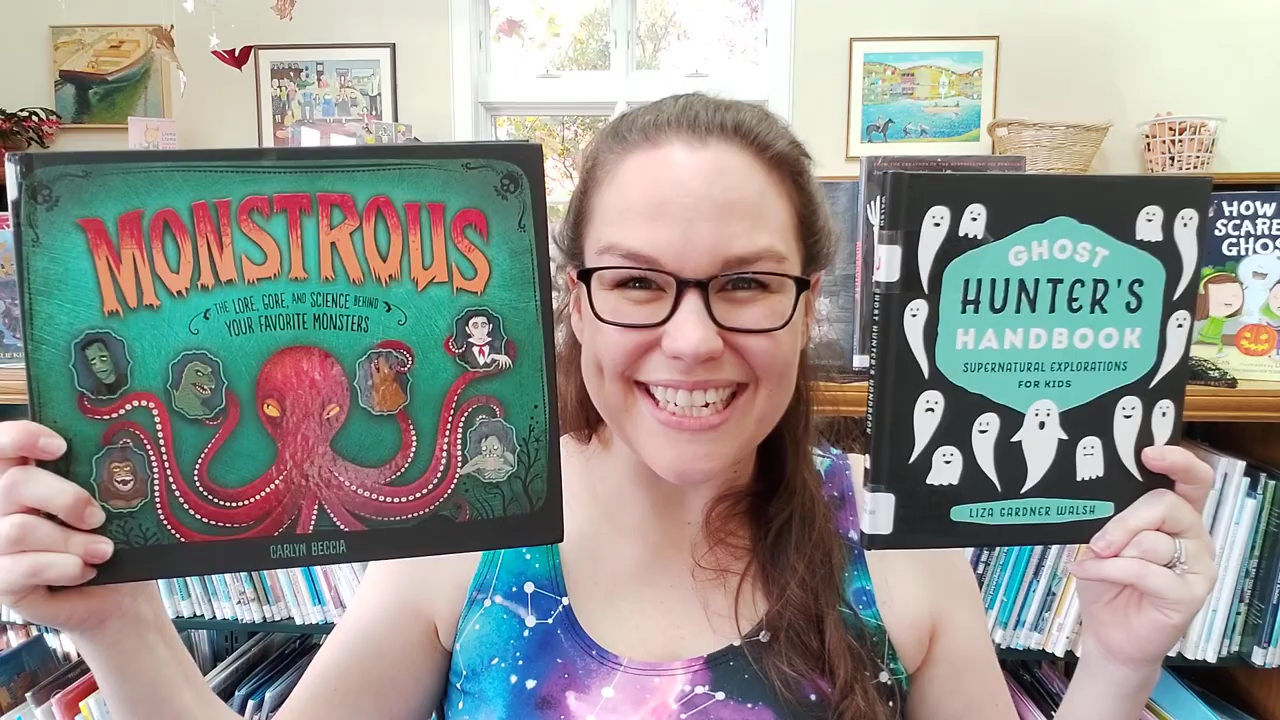 MONSTROUS
THE LORE, GORE, AND SCIENCE BEHIND
YOUR FAVORITE MONSTERS
CARLYN BECCIA
GHOST
HUNTER'S
HANDBOOK
SUPERNATURAL EXPLORATIONS
FOR KIDS
LIZA GARDNER WALSH
GHOST HUNTER'S HANDBOOK
WALSH
HOW
SCARE
GHOS